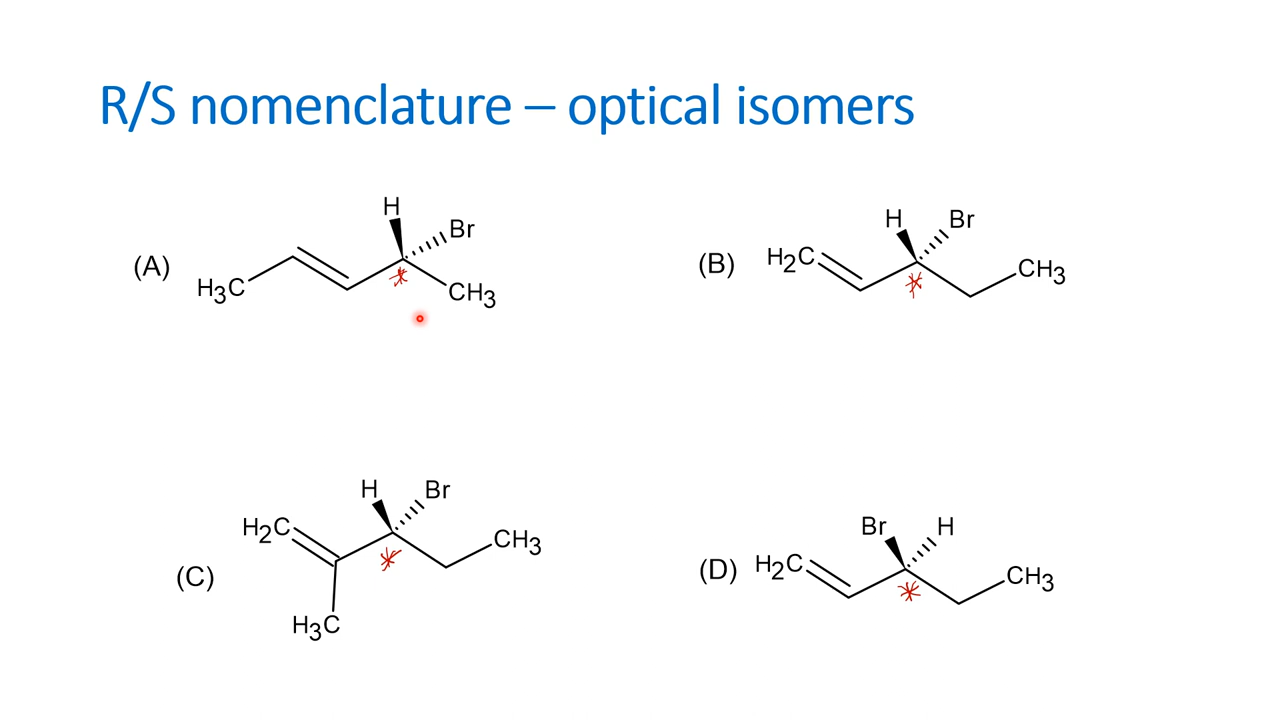 R/S nomenclature – optical isomers
(A) H3C H Br CH3
(B) H2C H Br CH3
(C) H2C H Br CH3
H3C
(D) H2C Br H CH3